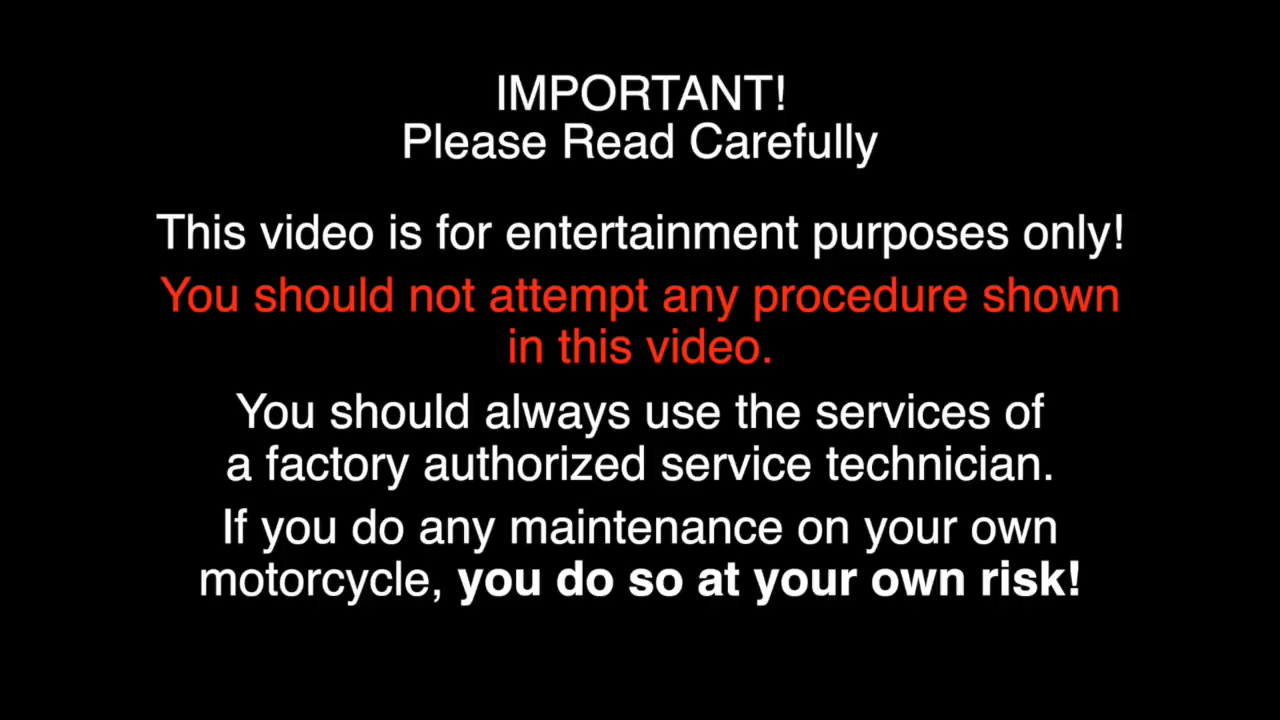 IMPORTANT!
Please Read Carefully
This video is for entertainment purposes only!
You should not attempt any procedure shown
in this video.
You should always use the services of
a factory authorized service technician.
If you do any maintenance on your own
motorcycle, you do so at your own risk!